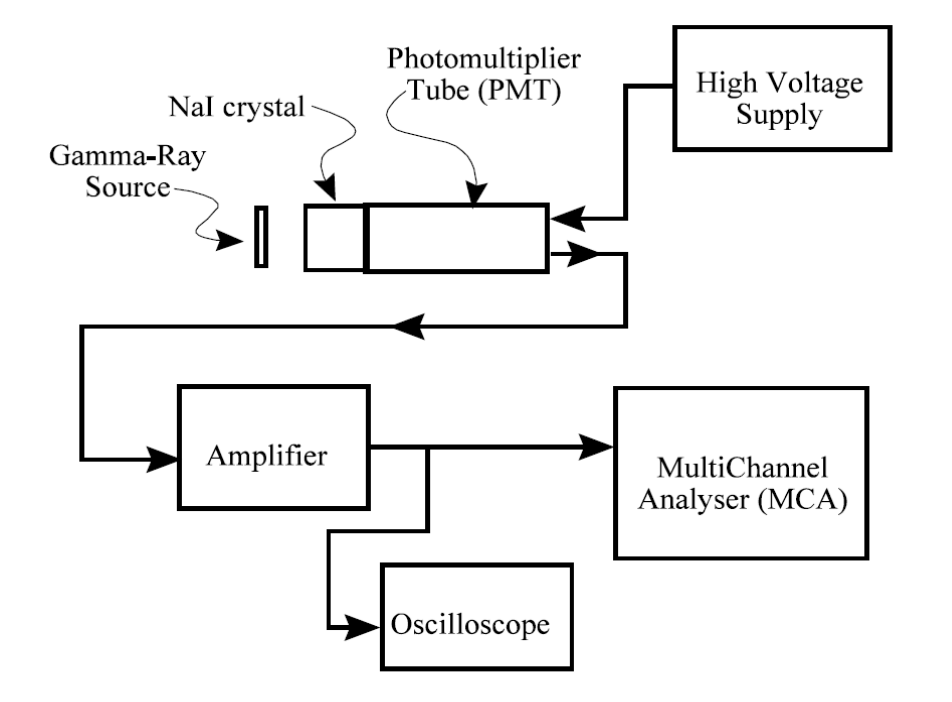 Photomultiplier
Tube (PMT)
High Voltage
Supply
NaI crystal
Gamma-Ray
Source
Amplifier
MultiChannel
Analyser (MCA)
Oscilloscope